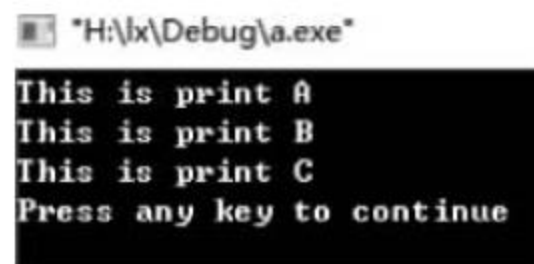 "H:\lx\Debug\a.exe"
This is print A
This is print B
This is print C
Press any key to continue